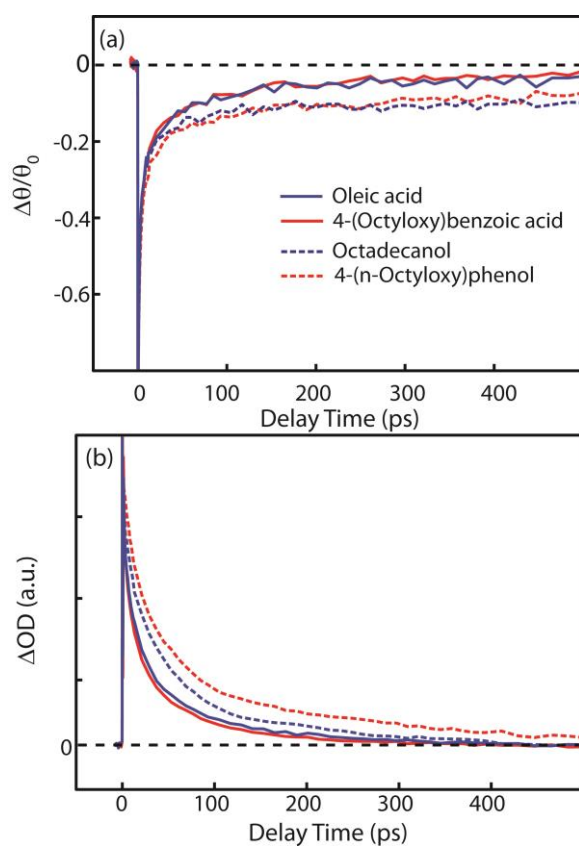 (a)
0
-0.2
-0.4
-0.6
Δθ/θ₀
Oleic acid
4-(Octyloxy)benzoic acid
Octadecanol
4-(n-Octyloxy)phenol
0 100 200 300 400
Delay Time (ps)
(b)
ΔOD (a.u.)
0
0 100 200 300 400
Delay Time (ps)